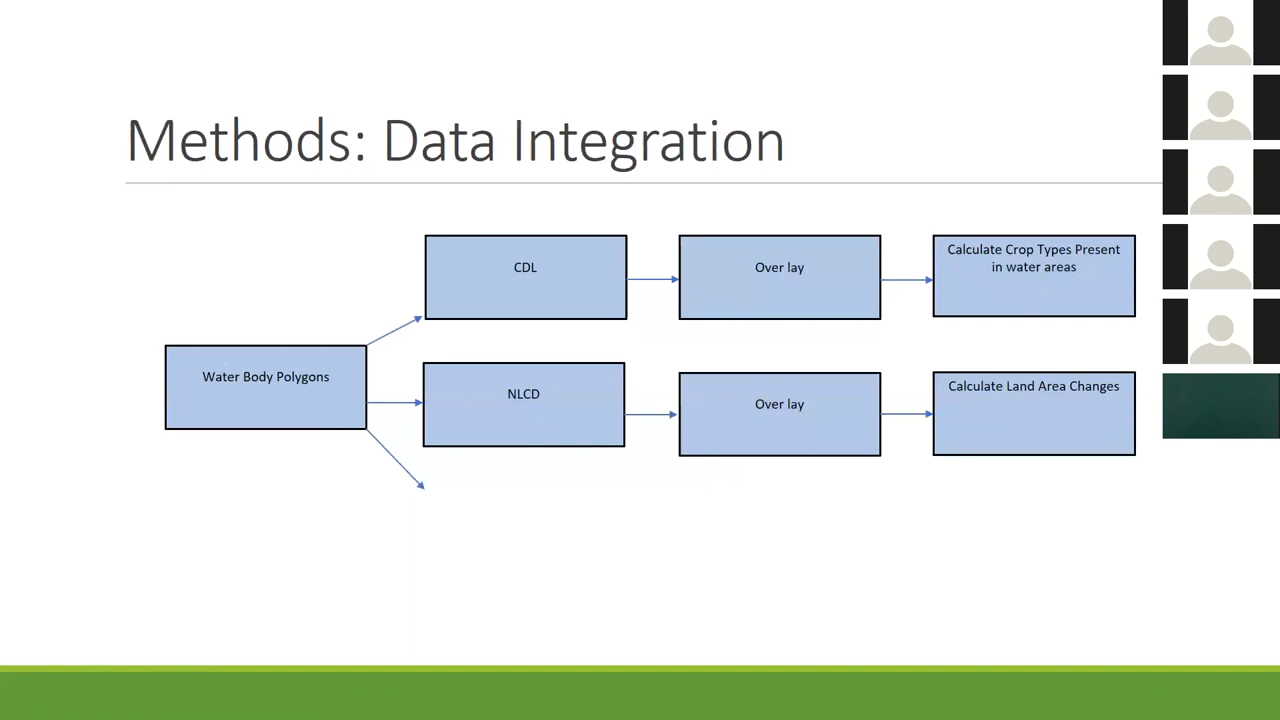 Methods: Data Integration
CDL
Over lay
Calculate Crop Types Present
in water areas
Water Body Polygons
NLCD
Over lay
Calculate Land Area Changes